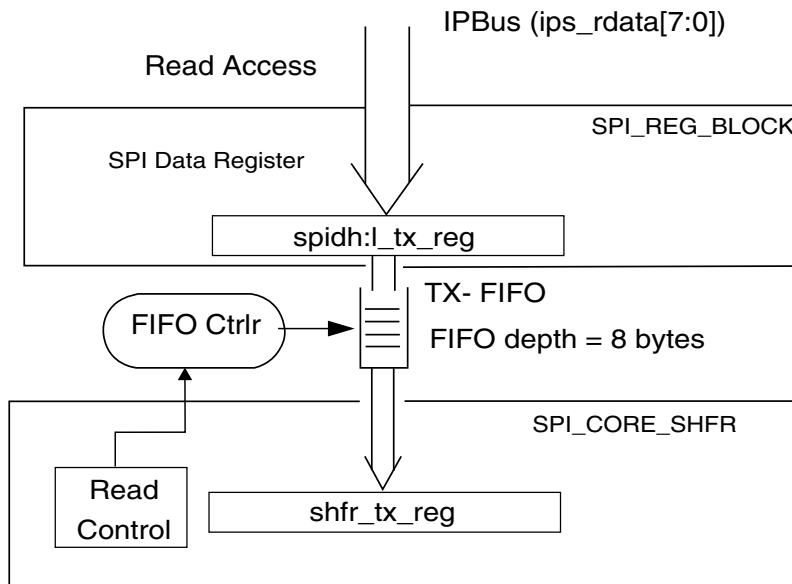 IPBus (ips_rdata[7:0])
Read Access
SPI_REG_BLOCK
SPI Data Register
spidh:l_tx_reg
TX- FIFO
FIFO Ctrlr
FIFO depth = 8 bytes
SPI_CORE_SHFR
Read
Control
shfr_tx_reg